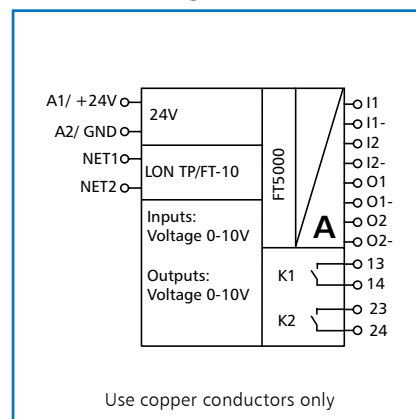 A1/ +24V
A2/ GND
NET1
NET2
24V
LON TP/FT-10
Inputs:
Voltage 0-10V
Outputs:
Voltage 0-10V
FT5000
A
K1
K2
I1
I1-
I2
I2-
O1
O1-
O2
O2-
13
14
23
24
Use copper conductors only